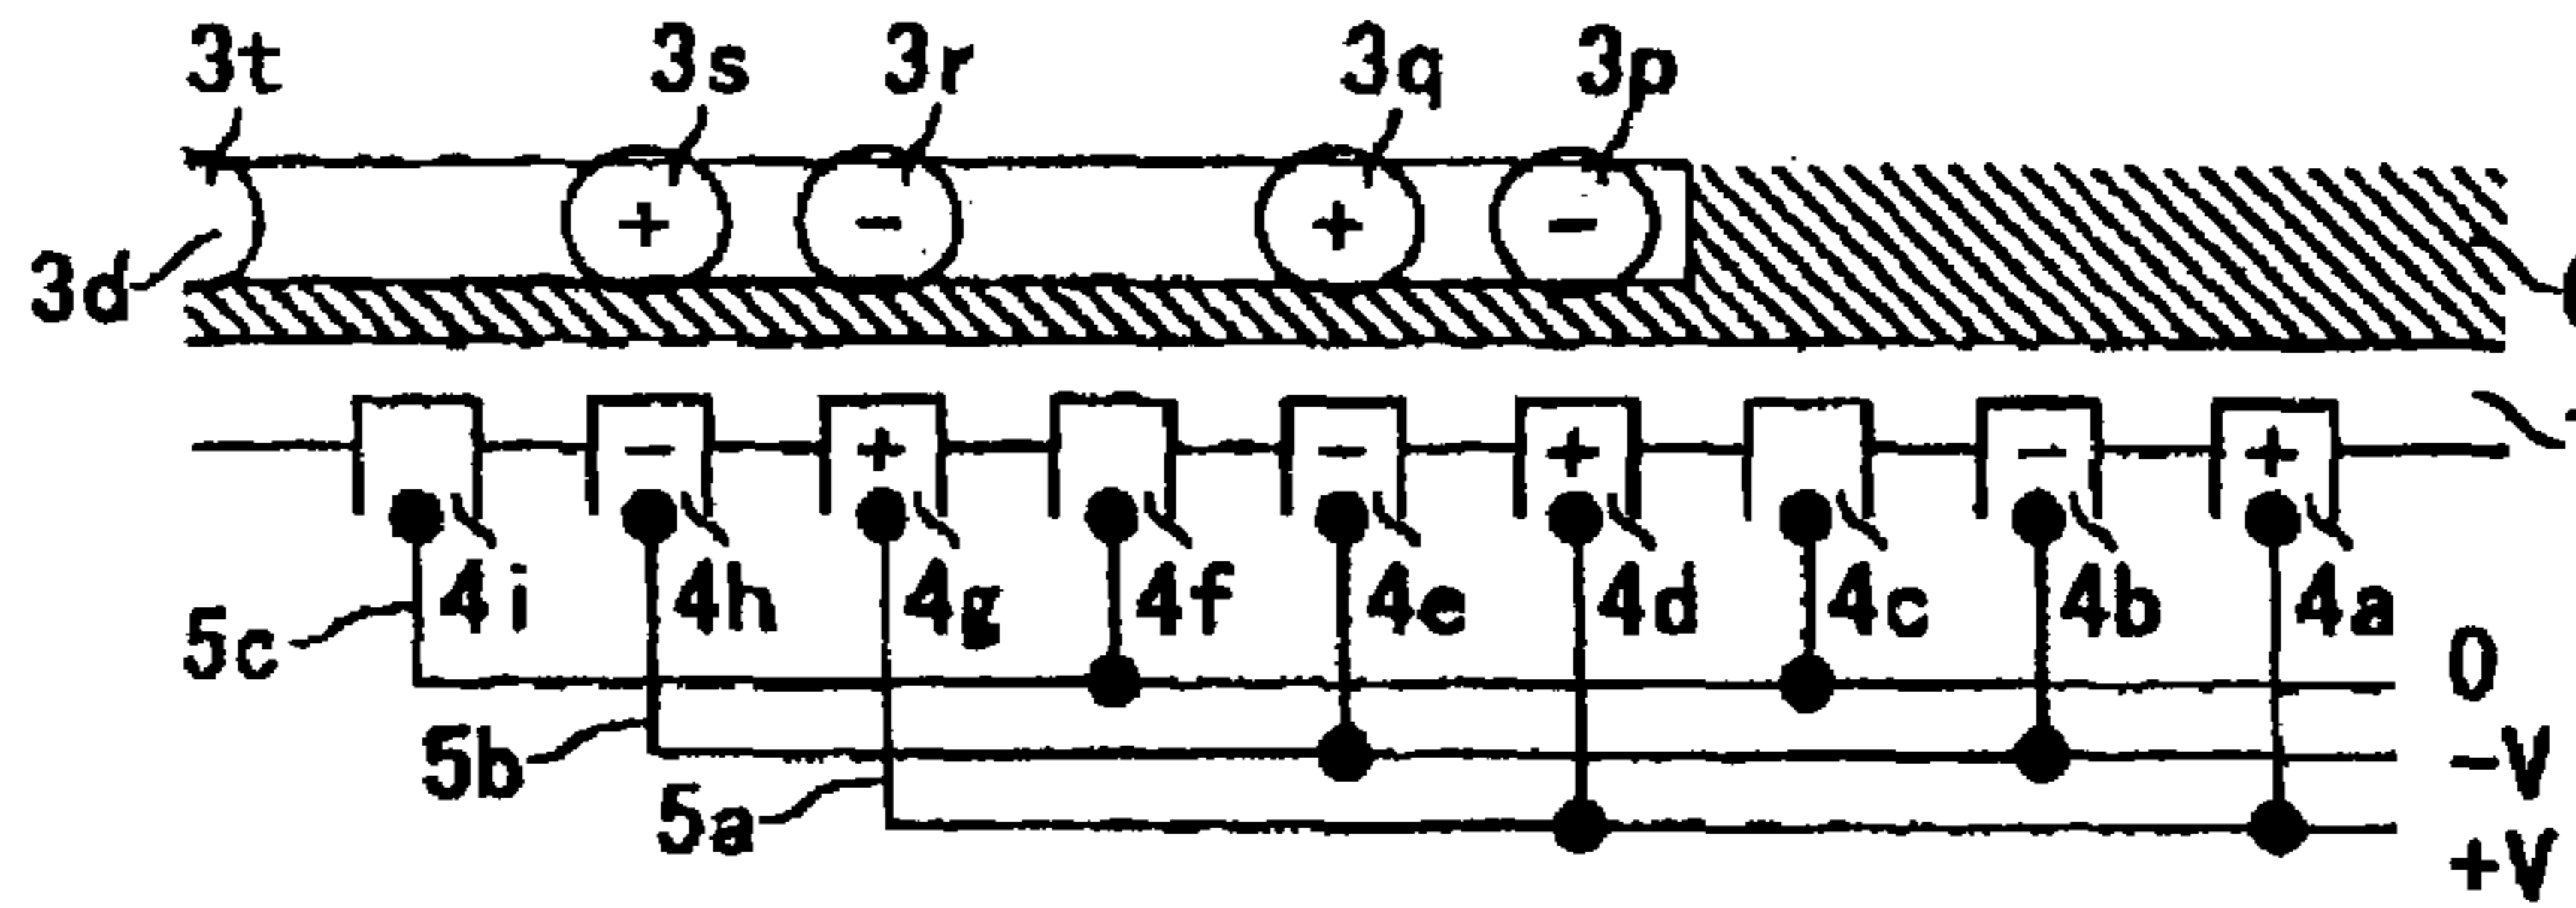 3t 3s 3r 3q 3p
+ - + -
3d
- + - + - +
4i 4h 4g 4f 4e 4d 4c 4b 4a
5c 0
5b -V
5a +V